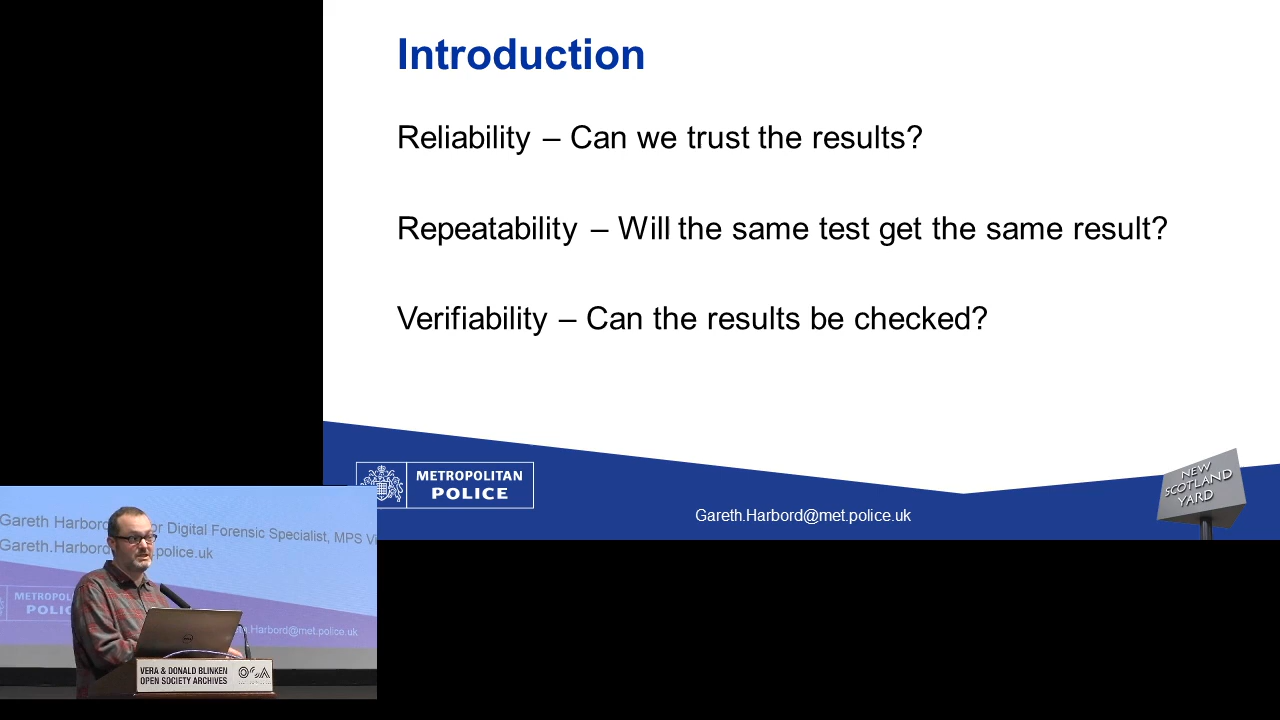 Introduction
Reliability – Can we trust the results?
Repeatability – Will the same test get the same result?
Verifiability – Can the results be checked?
METROPOLITAN
POLICE
Gareth.Harbord@met.police.uk
NEW
SCOTLAND
YARD
Gareth Harbord or Digital Forensic Specialist, MPS
Gareth.Harbord .police.uk
METROPOL
POLIC
.Harbord@met.police.uk
VERA & DONALD BLINKEN
OPEN SOCIETY ARCHIVES
OSA